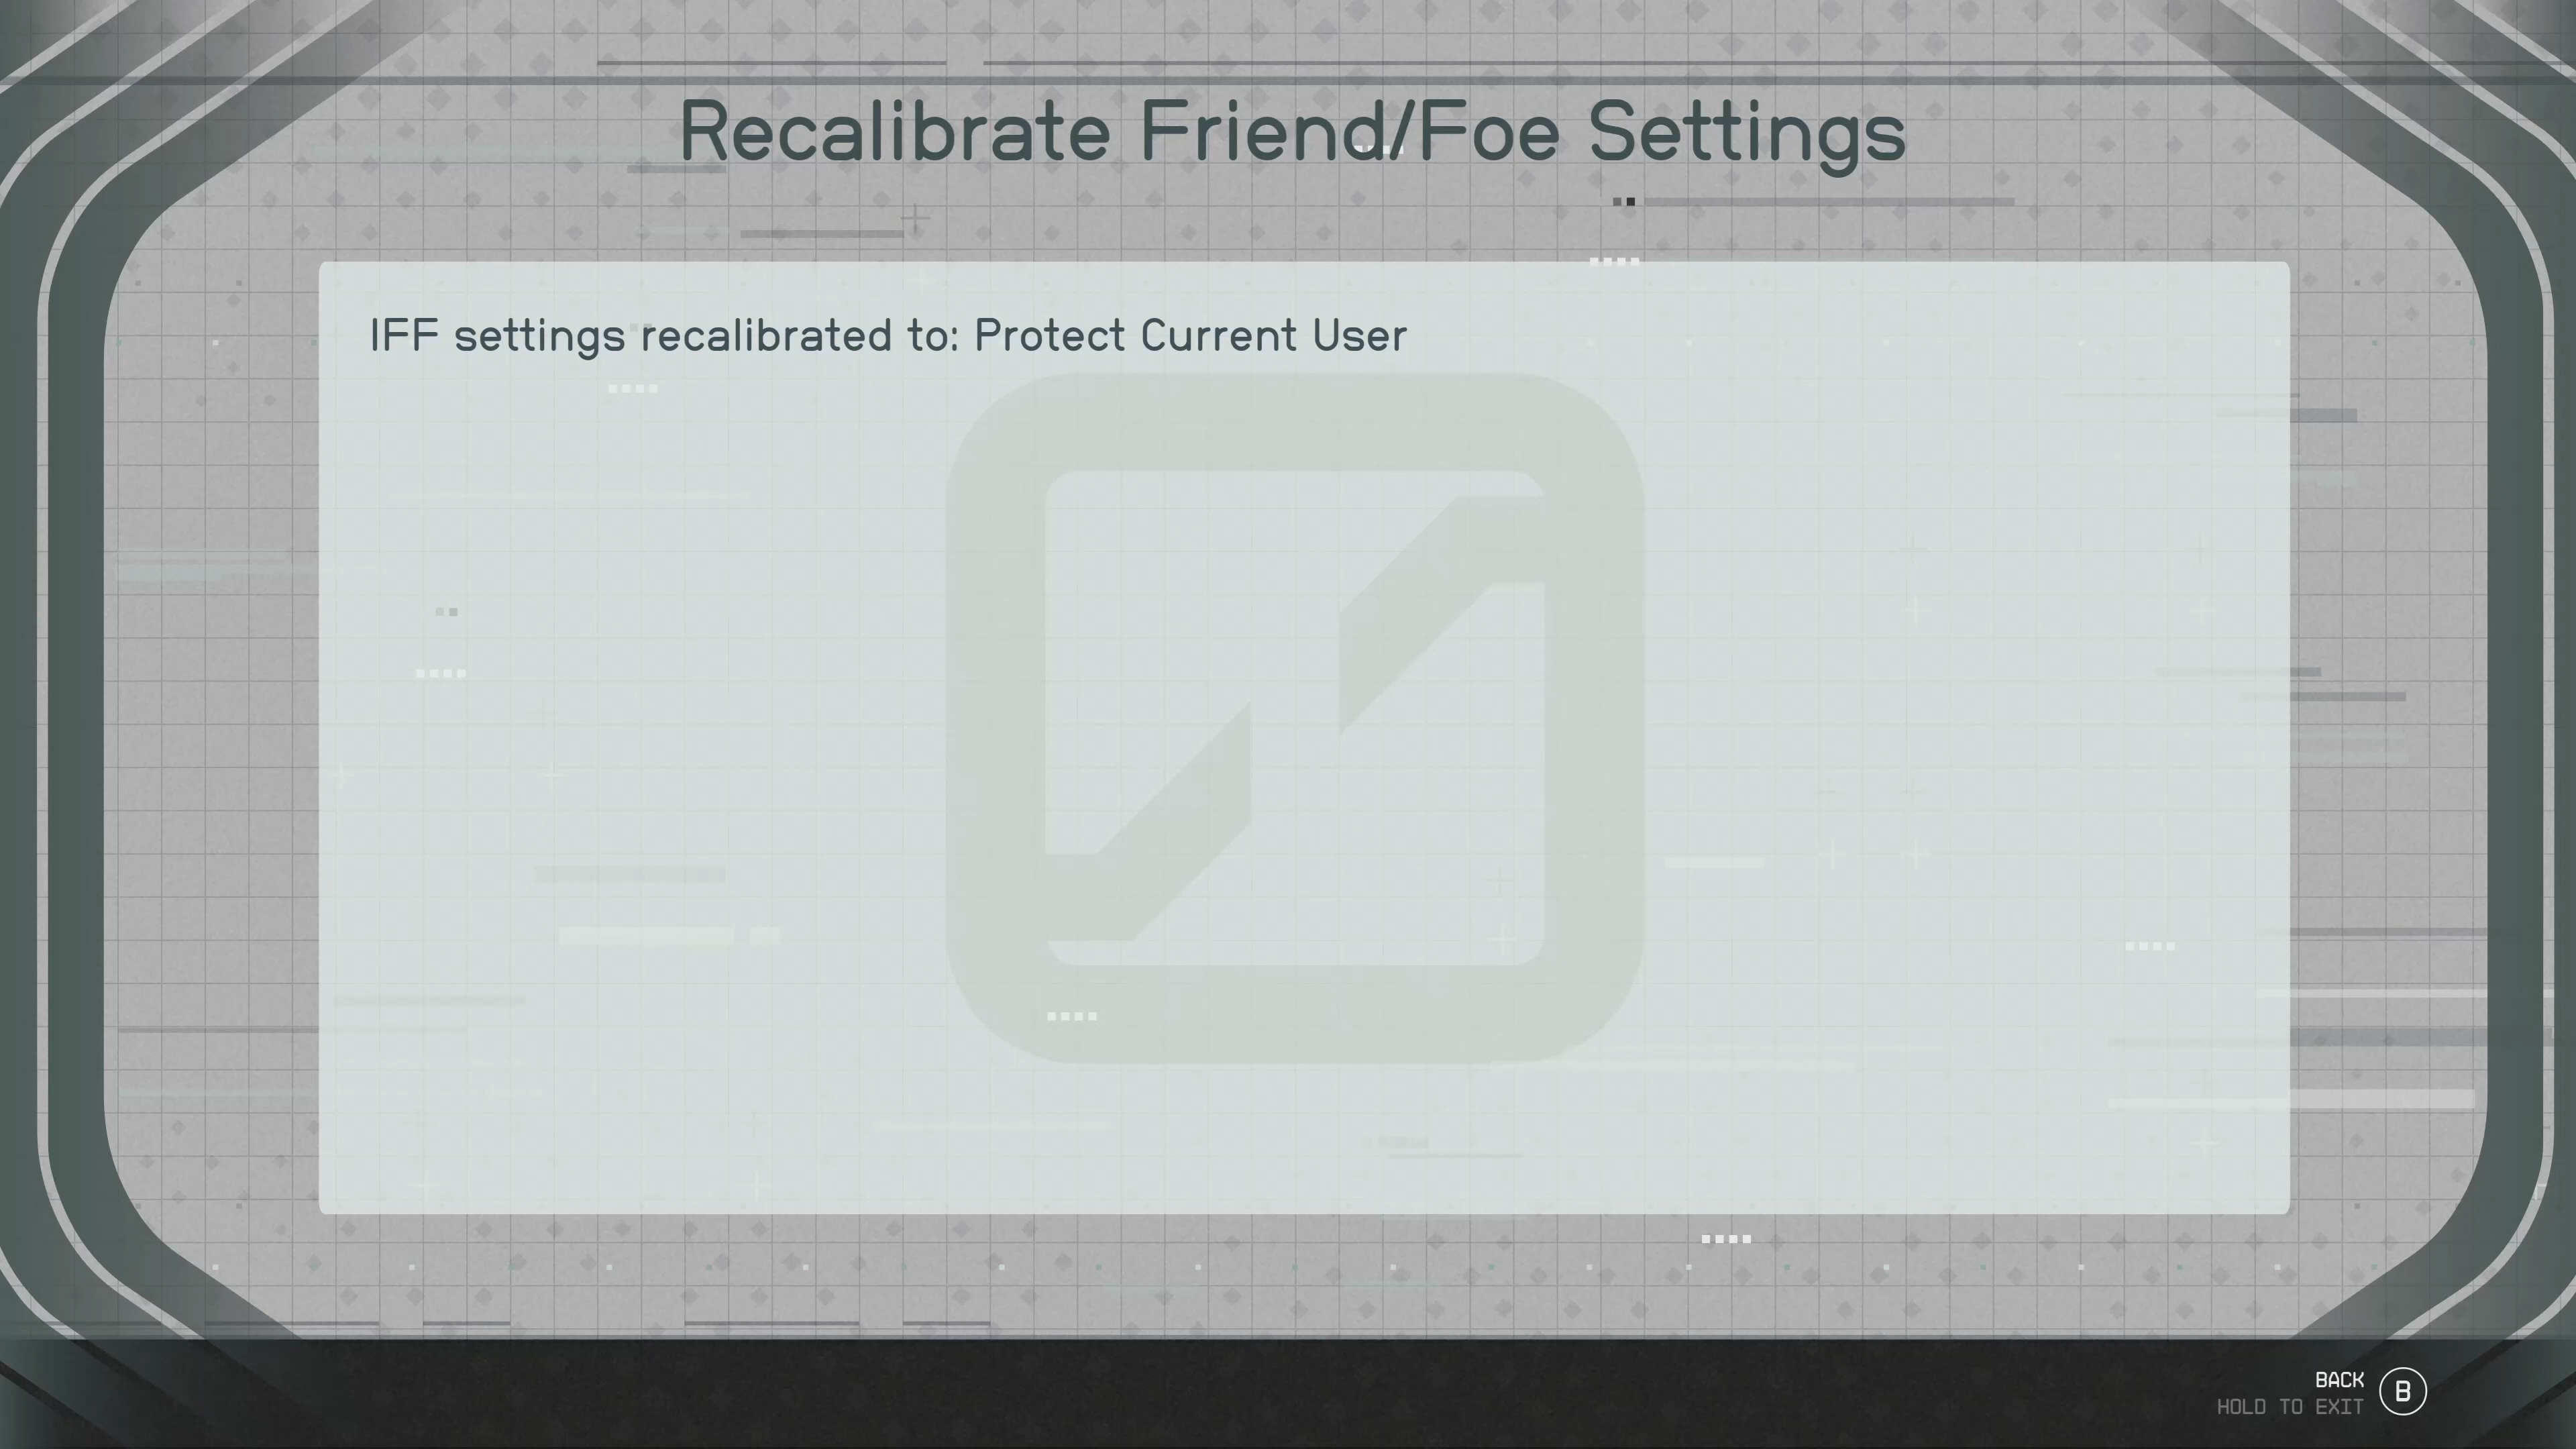 Recalibrate Friend/Foe Settings
IFF settings recalibrated to: Protect Current User
BACK
HOLD TO EXIT
B